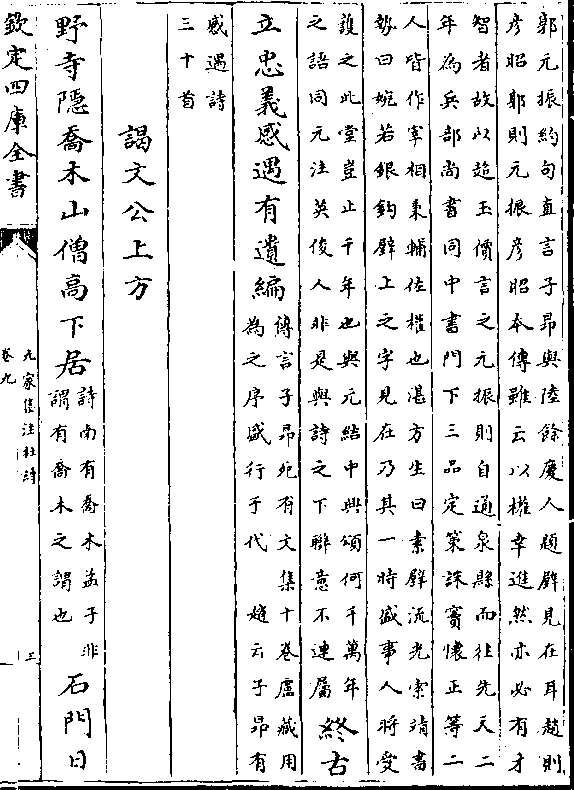 郭元振約句直言子昂與陸餘慶人題壁見在耳趙則
彦昭郭則元振彦昭本傳雖云以權幸進然亦必有才
智者故以趙玉價言之元振則自通泉縣而往先天二
年為兵部尚書同中書門下三品定策誅竇懷正等二
人皆作宰相秉輔佐權也湛方生曰素壁流光索靖書
勢曰婉若銀鈎壁上之字見在乃其一時盛事人將受
護之此堂豈止千年也與元結中興頌何千萬年
之語同元注英俊人非是與詩之下聯意不連屬
終古
立忠義感遇有遺編
傳言子昂死有文集十卷盧藏用
為之序盛行于代 趙云子昂有
感遇詩
三十首
謁文公上方
野寺隱喬木山僧高下居
詩南有喬木孟子非
謂有喬木之謂也
石門日
欽定四庫全書
九家集注杜詩
卷九
三